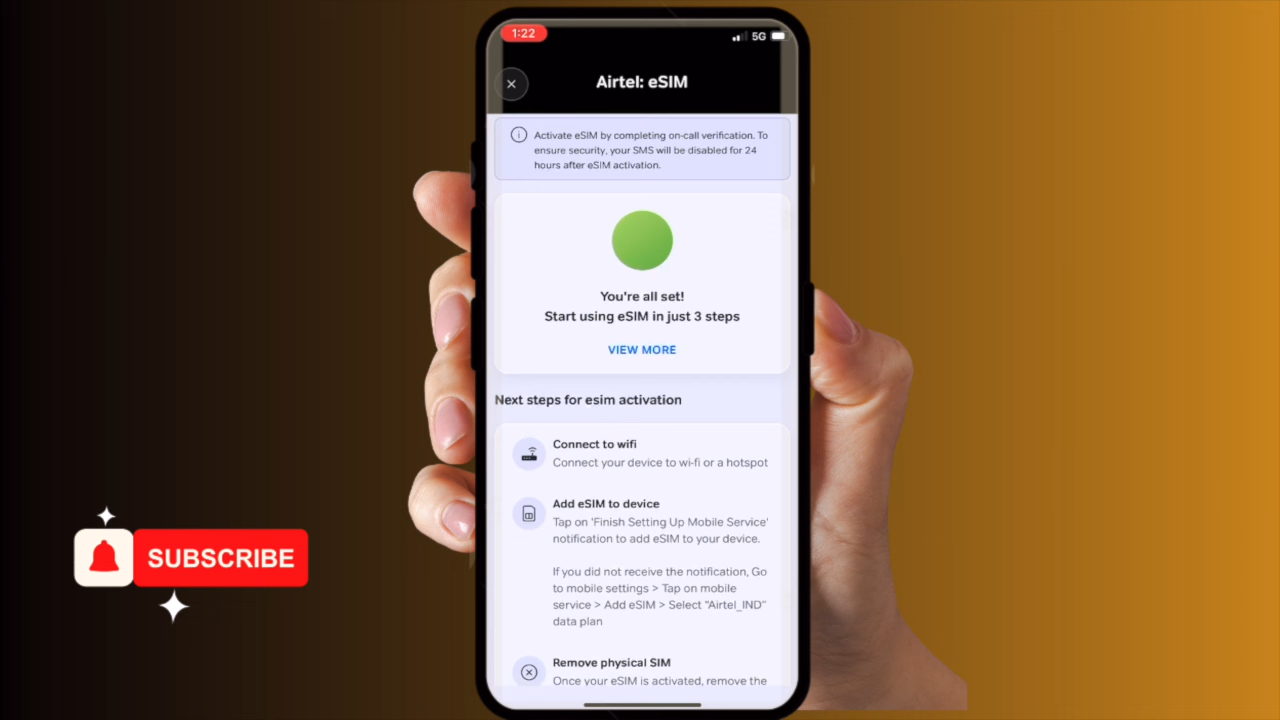 1:22
5G
Airtel: eSIM
Activate eSIM by completing on-call verification. To
ensure security, your SMS will be disabled for 24
hours after eSIM activation.
You're all set!
Start using eSIM in just 3 steps
VIEW MORE
Next steps for esim activation
Connect to wifi
Connect your device to wi-fi or a hotspot
Add eSIM to device
Tap on 'Finish Setting Up Mobile Service'
notification to add eSIM to your device.
If you did not receive the notification, Go
to mobile settings > Tap on mobile
service > Add eSIM > Select "Airtel_IND"
data plan
Remove physical SIM
Once your eSIM is activated, remove the
SUBSCRIBE